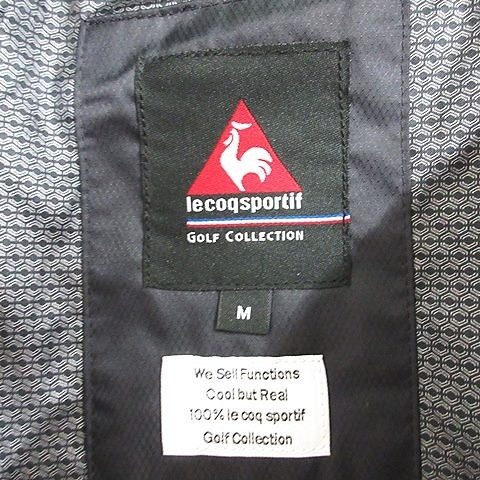 lecoqsportif
GOLF COLLECTION
M
We Sell Functions
Cool but Real
100% le coq sportif
Golf Collection